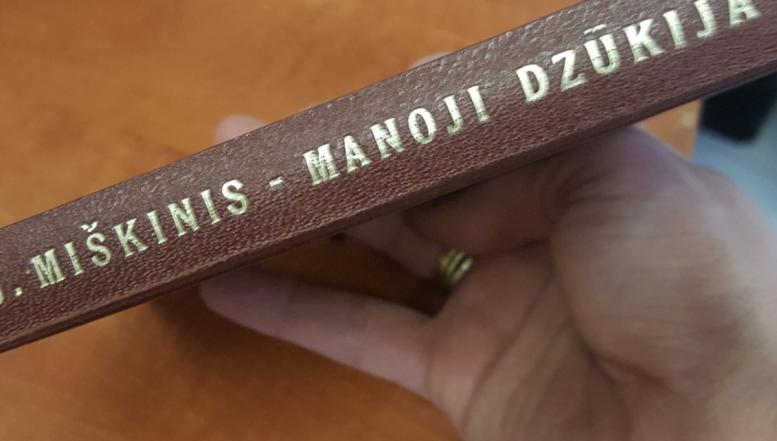 J. MIŠKINIS - MANOJI DZŪKIJA